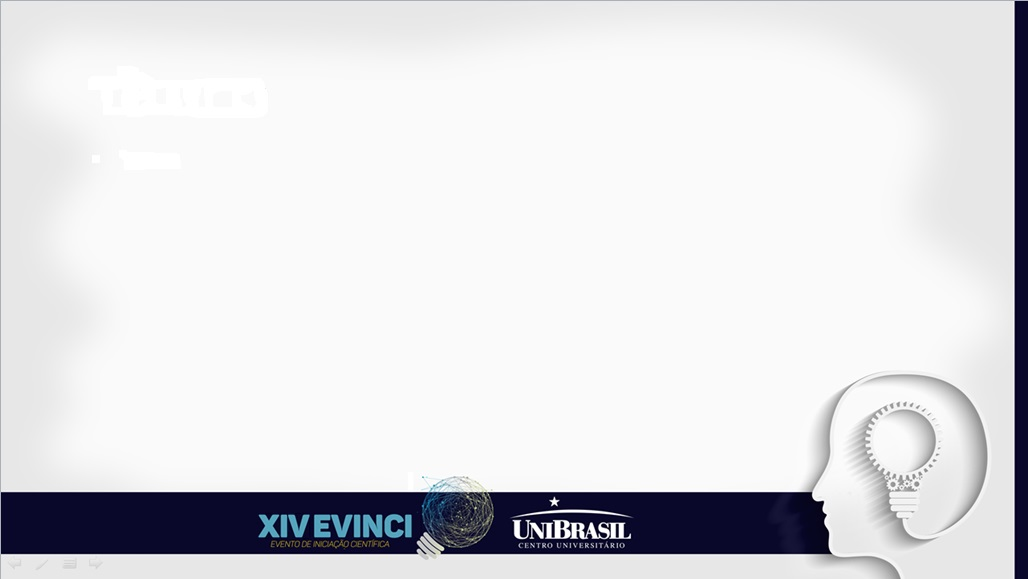 XIV EVINCI
EVENTO DE INICIAÇÃO CIENTÍFICA
UNIBRASIL
CENTRO UNIVERSITÁRIO